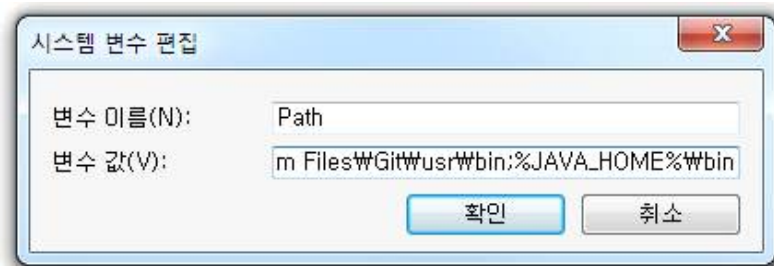 시스템 변수 편집
변수 이름(N): Path
변수 값(V): m Files₩Git₩usr₩bin;%JAVA_HOME%₩bin
확인 취소